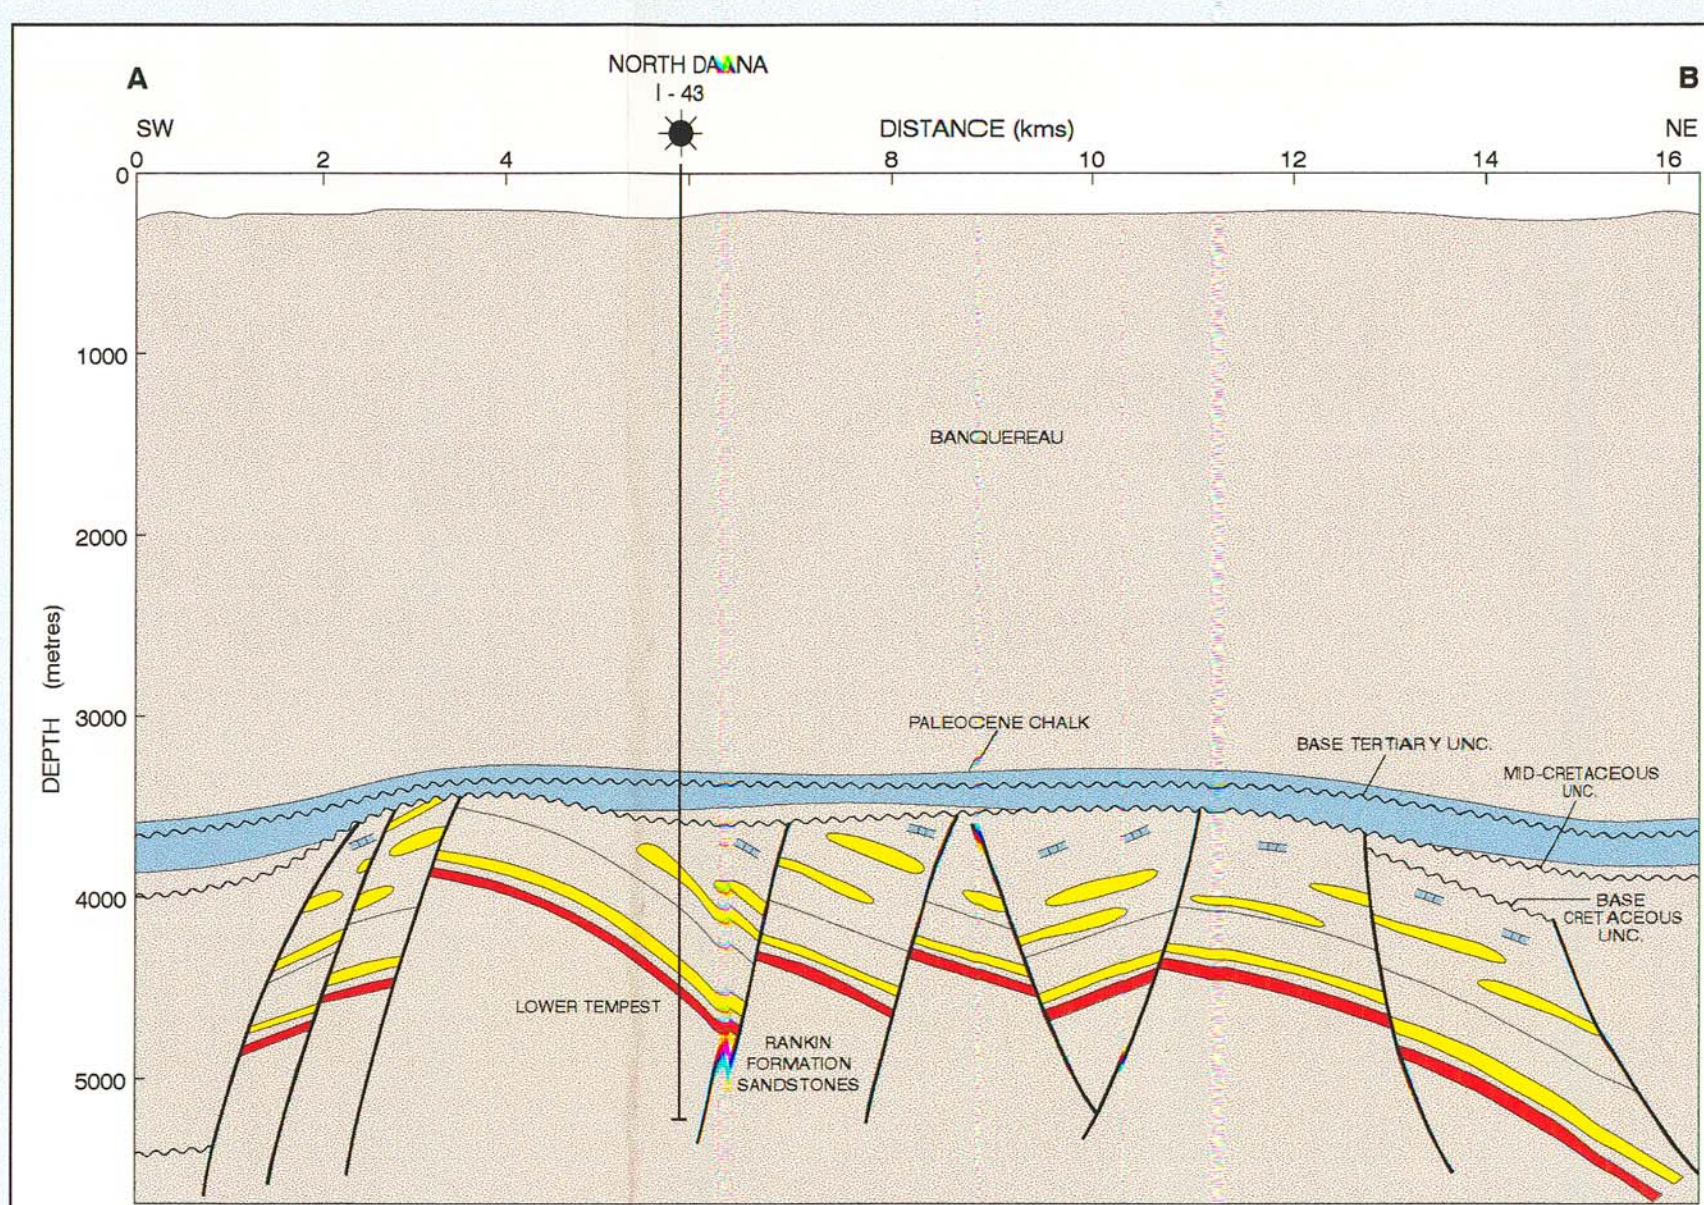 A
NORTH DANA
I - 43
B
SW
DISTANCE (kms)
NE
0 2 4 8 10 12 14 16
0
1000
BANQUEREAU
2000
DEPTH (metres)
3000
PALEOCENE CHALK
BASE TERTIARY UNC.
MID-CRETACEOUS
UNC.
4000
BASE
CRETACEOUS
UNC.
LOWER TEMPEST
RANKIN
FORMATION
SANDSTONES
5000